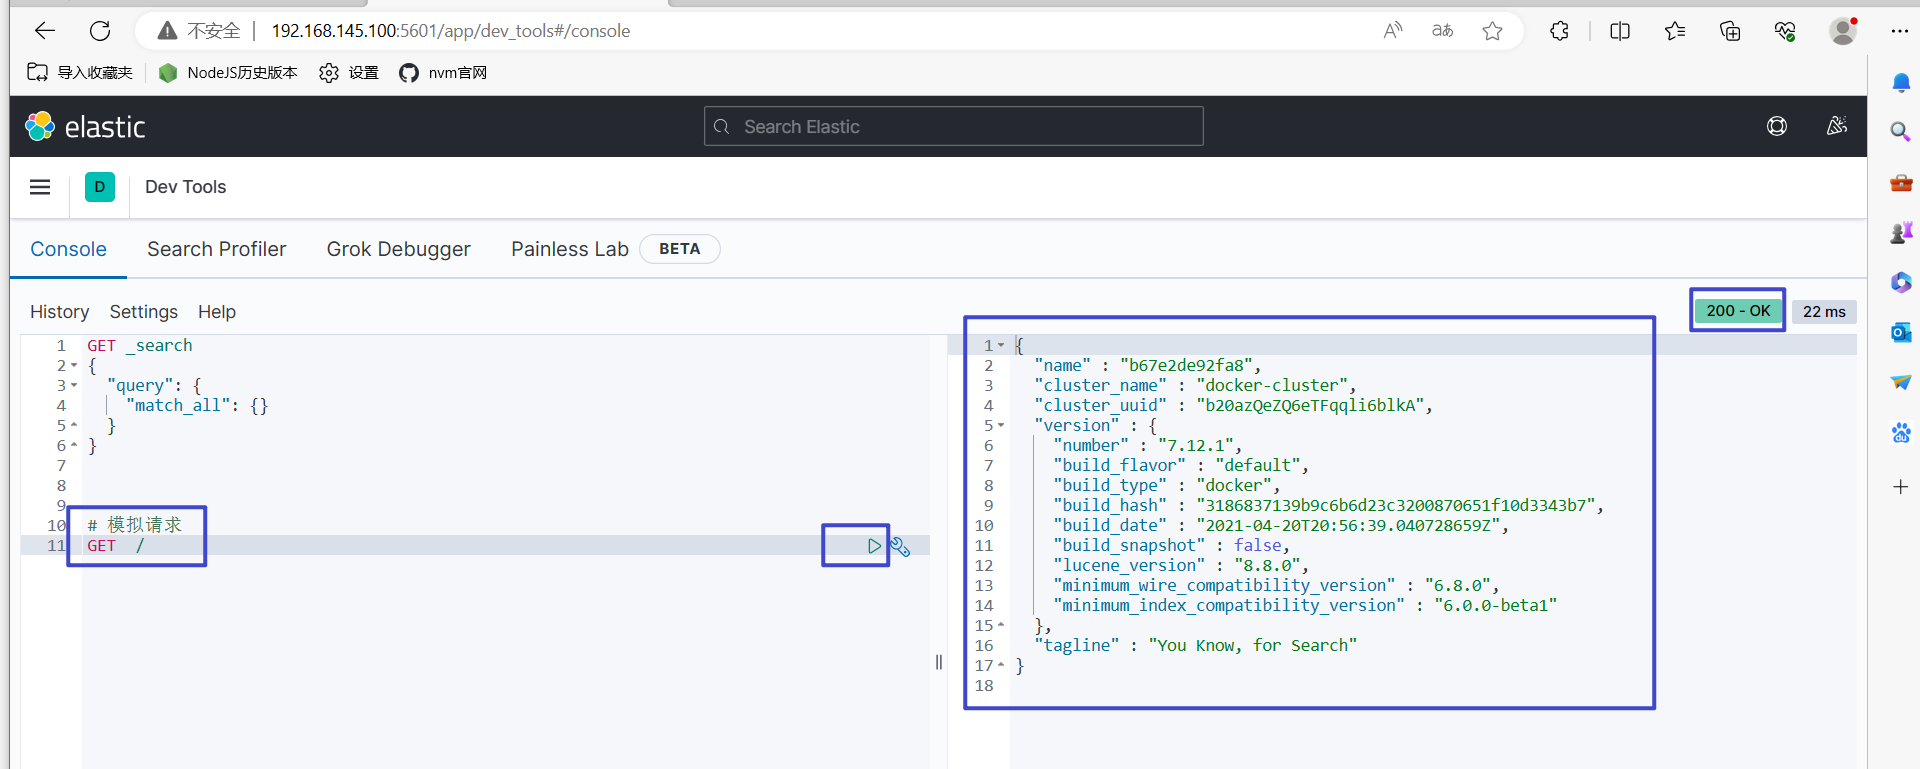 不安全 | 192.168.145.100:5601/app/dev_tools#/console
导入收藏夹 NodeJS历史版本 设置 nvm官网
elastic Search Elastic
D Dev Tools
Console Search Profiler Grok Debugger Painless Lab BETA
History Settings Help
200 - OK 22 ms
1 GET _search
2 {
3 "query": {
4 "match_all": {}
5 }
6 }
7
8
9
10 # 模拟请求
11 GET /
1 {
2 "name" : "b67e2de92fa8",
3 "cluster_name" : "docker-cluster",
4 "cluster_uuid" : "b20azQeZQ6eTFqqli6blkA",
5 "version" : {
6 "number" : "7.12.1",
7 "build_flavor" : "default",
8 "build_type" : "docker",
9 "build_hash" : "3186837139b9c6b6d23c3200870651f10d3343b7",
10 "build_date" : "2021-04-20T20:56:39.040728659Z",
11 "build_snapshot" : false,
12 "lucene_version" : "8.8.0",
13 "minimum_wire_compatibility_version" : "6.8.0",
14 "minimum_index_compatibility_version" : "6.0.0-beta1"
15 },
16 "tagline" : "You Know, for Search"
17 }
18